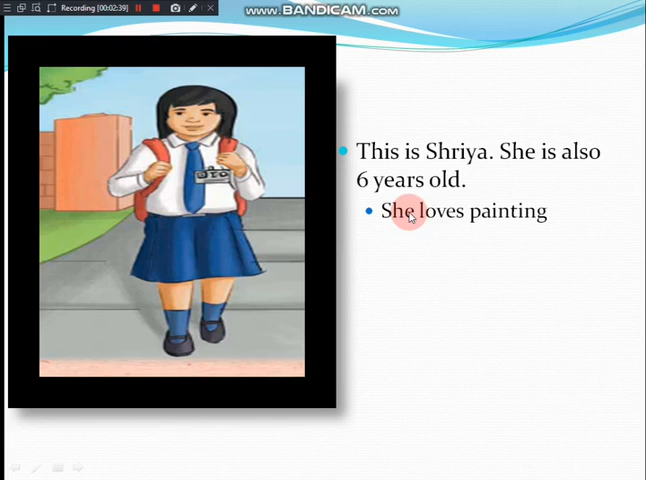 Recording [00:02:39]
www.BANDICAM.com
This is Shriya. She is also
6 years old.
She loves painting